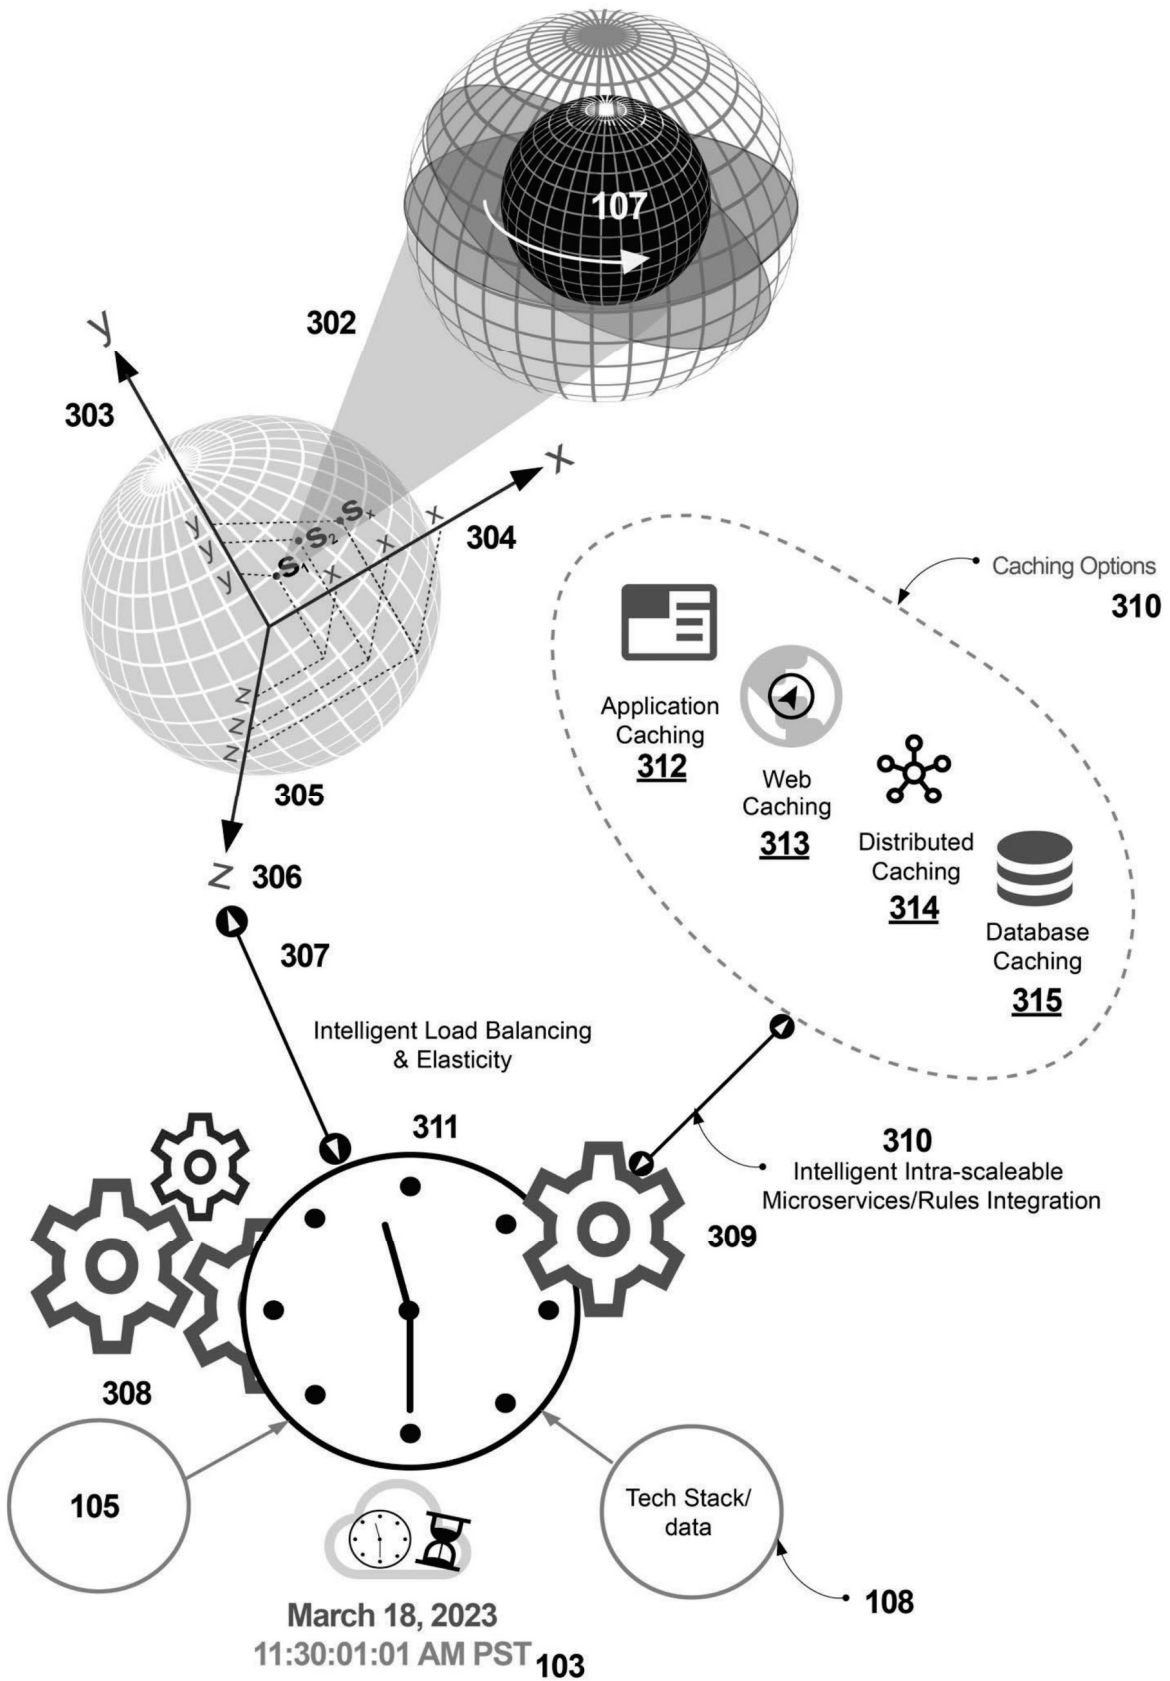 107
302
y
303
x
304
y
y
y
S1
S2
Sx
x
x
x
z
z
z
305
z
306
307
Caching Options
310
Application
Caching
312
Web
Caching
313
Distributed
Caching
314
Database
Caching
315
Intelligent Load Balancing
& Elasticity
311
310
Intelligent Intra-scaleable
Microservices/Rules Integration
309
308
105
Tech Stack/
data
108
March 18, 2023
11:30:01:01 AM PST
103